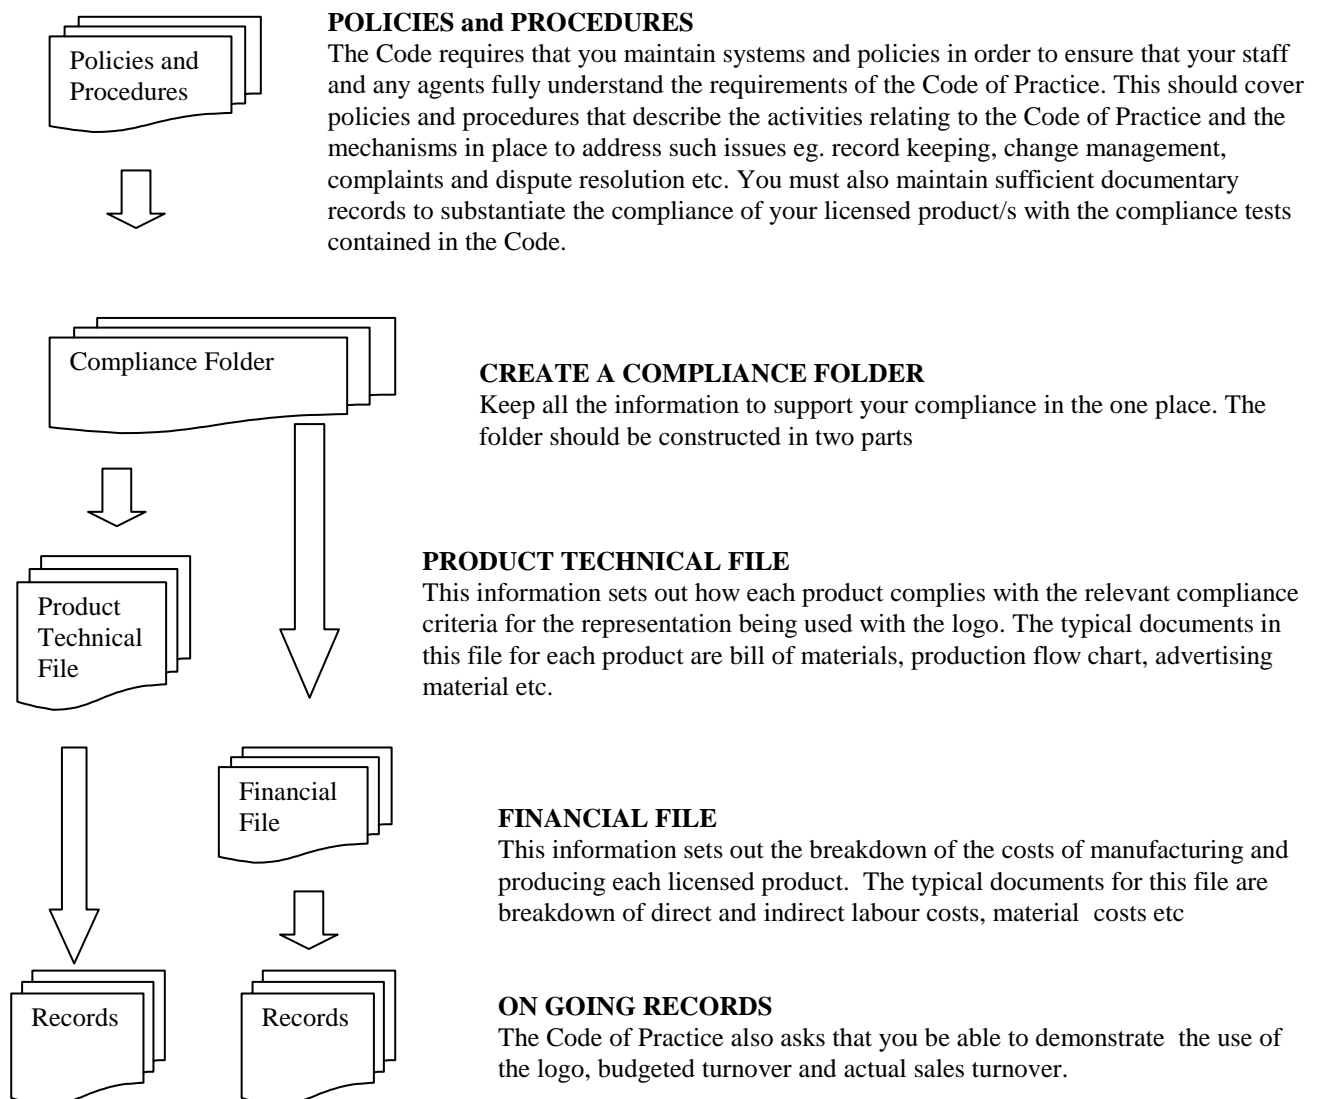 Policies and
Procedures
POLICIES and PROCEDURES
The Code requires that you maintain systems and policies in order to ensure that your staff
and any agents fully understand the requirements of the Code of Practice. This should cover
policies and procedures that describe the activities relating to the Code of Practice and the
mechanisms in place to address such issues eg. record keeping, change management,
complaints and dispute resolution etc. You must also maintain sufficient documentary
records to substantiate the compliance of your licensed product/s with the compliance tests
contained in the Code.
Compliance Folder
CREATE A COMPLIANCE FOLDER
Keep all the information to support your compliance in the one place. The
folder should be constructed in two parts
Product
Technical
File
PRODUCT TECHNICAL FILE
This information sets out how each product complies with the relevant compliance
criteria for the representation being used with the logo. The typical documents in
this file for each product are bill of materials, production flow chart, advertising
material etc.
Financial
File
FINANCIAL FILE
This information sets out the breakdown of the costs of manufacturing and
producing each licensed product.  The typical documents for this file are
breakdown of direct and indirect labour costs, material  costs etc
Records
Records
ON GOING RECORDS
The Code of Practice also asks that you be able to demonstrate  the use of
the logo, budgeted turnover and actual sales turnover.